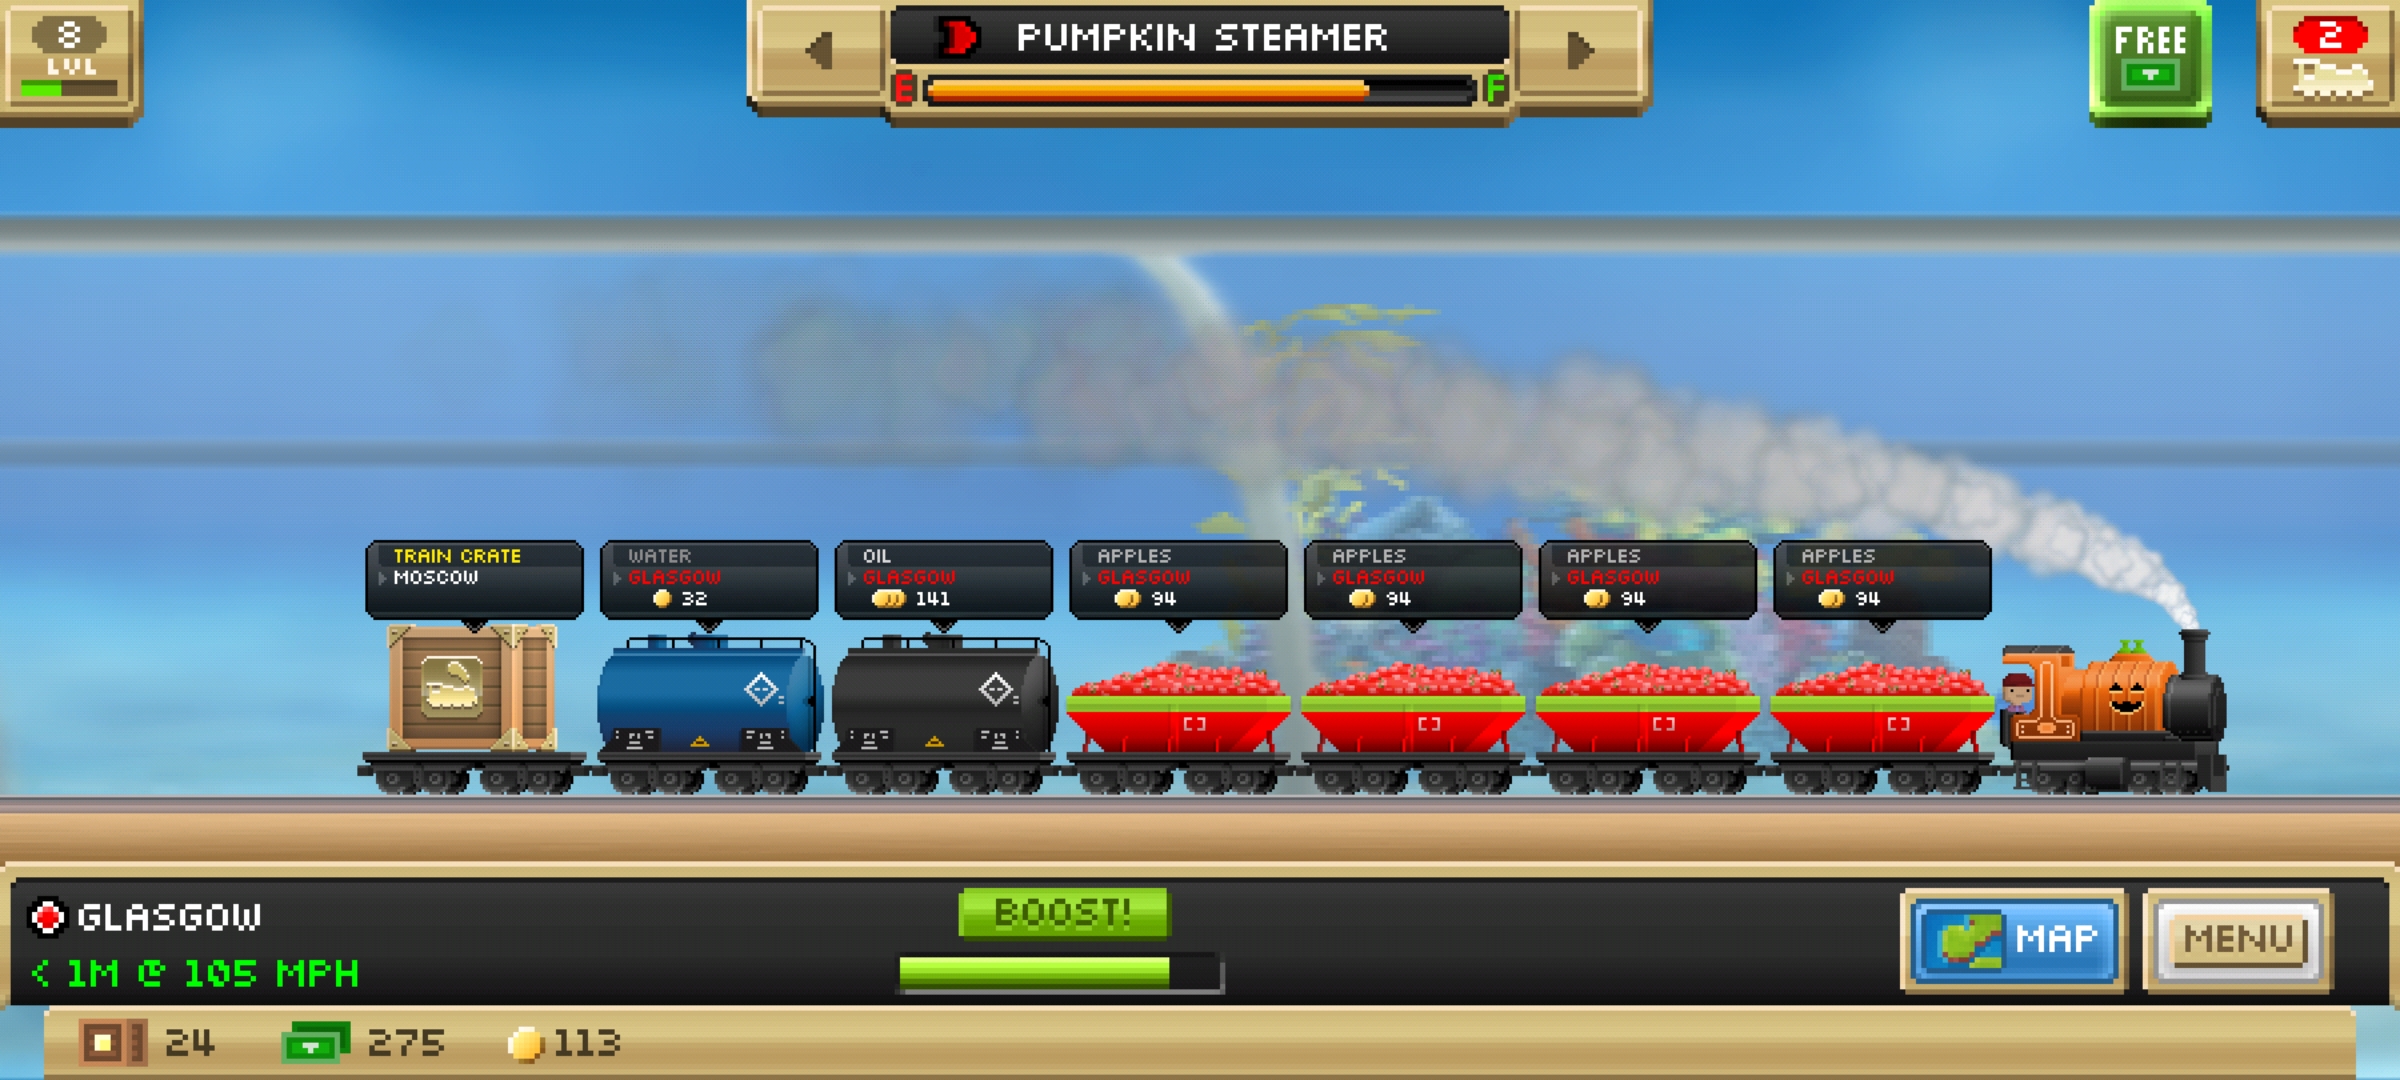 8
LVL
PUMPKIN STEAMER
E F
FREE
2
TRAIN CRATE
MOSCOW
WATER
GLASGOW
32
OIL
GLASGOW
141
APPLES
GLASGOW
94
APPLES
GLASGOW
94
APPLES
GLASGOW
94
APPLES
GLASGOW
94
GLASGOW
< 1M @ 105 MPH
BOOST!
MAP
MENU
24
275
113